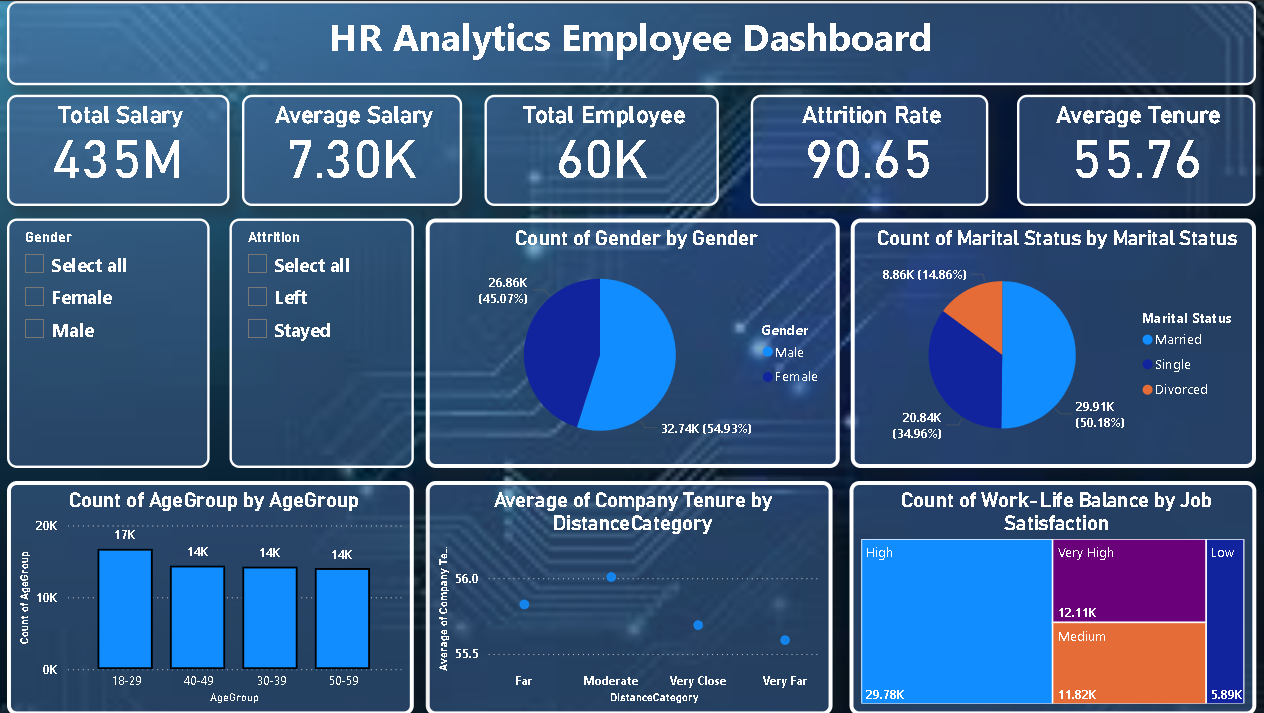 HR Analytics Employee Dashboard
Total Salary
435M
Average Salary
7.30K
Total Employee
60K
Attrition Rate
90.65
Average Tenure
55.76
Gender
Select all
Female
Male
Attrition
Select all
Left
Stayed
Count of Gender by Gender
26.86K
(45.07%)
32.74K (54.93%)
Gender
Male
Female
Count of Marital Status by Marital Status
8.86K (14.86%)
20.84K
(34.96%)
29.91K
(50.18%)
Marital Status
Married
Single
Divorced
Count of AgeGroup by AgeGroup
Count of AgeGroup
20K
10K
0K
17K
14K
14K
14K
18-29
40-49
30-39
50-59
AgeGroup
Average of Company Tenure by
DistanceCategory
Average of Company Te...
56.0
55.5
Far
Moderate
Very Close
Very Far
DistanceCategory
Count of Work-Life Balance by Job
Satisfaction
High
29.78K
Very High
12.11K
Medium
11.82K
Low
5.89K